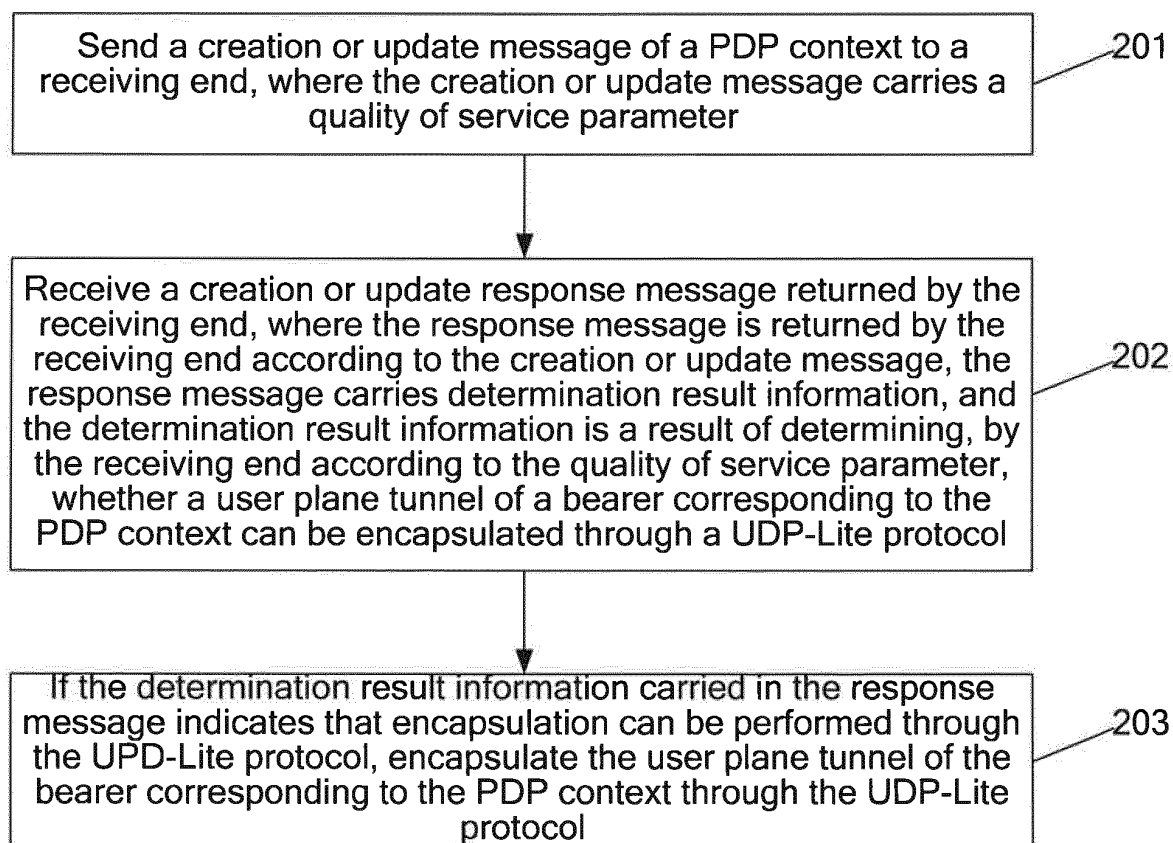 Send a creation or update message of a PDP context to a
receiving end, where the creation or update message carries a
quality of service parameter
201
Receive a creation or update response message returned by the
receiving end, where the response message is returned by the
receiving end according to the creation or update message, the
response message carries determination result information, and
the determination result information is a result of determining, by
the receiving end according to the quality of service parameter,
whether a user plane tunnel of a bearer corresponding to the
PDP context can be encapsulated through a UDP-Lite protocol
202
If the determination result information carried in the response
message indicates that encapsulation can be performed through
the UPD-Lite protocol, encapsulate the user plane tunnel of the
bearer corresponding to the PDP context through the UDP-Lite
protocol
203